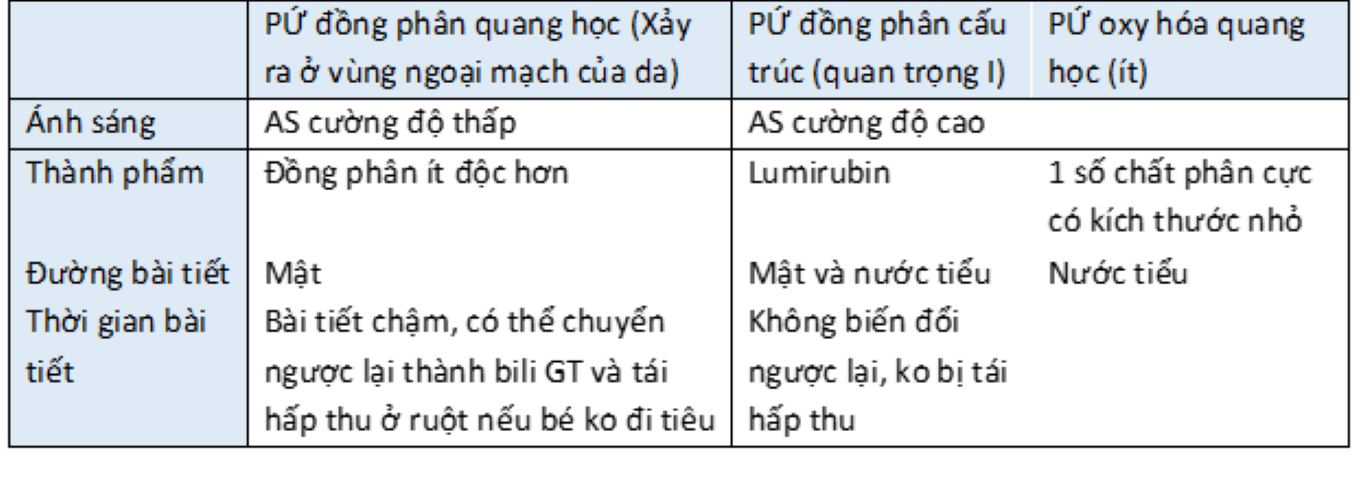 PỨ đồng phân quang học (Xảy
ra ở vùng ngoại mạch của da)
PỨ đồng phân cấu
trúc (quan trọng I)
PỨ oxy hóa quang
học (ít)
Ánh sáng
AS cường độ thấp
AS cường độ cao
Thành phẩm
Đồng phân ít độc hơn
Lumirubin
1 số chất phân cực
có kích thước nhỏ
Đường bài tiết
Mật
Mật và nước tiểu
Nước tiểu
Thời gian bài
tiết
Bài tiết chậm, có thể chuyển
ngược lại thành bili GT và tái
hấp thu ở ruột nếu bé ko đi tiêu
Không biến đổi
ngược lại, ko bị tái
hấp thu